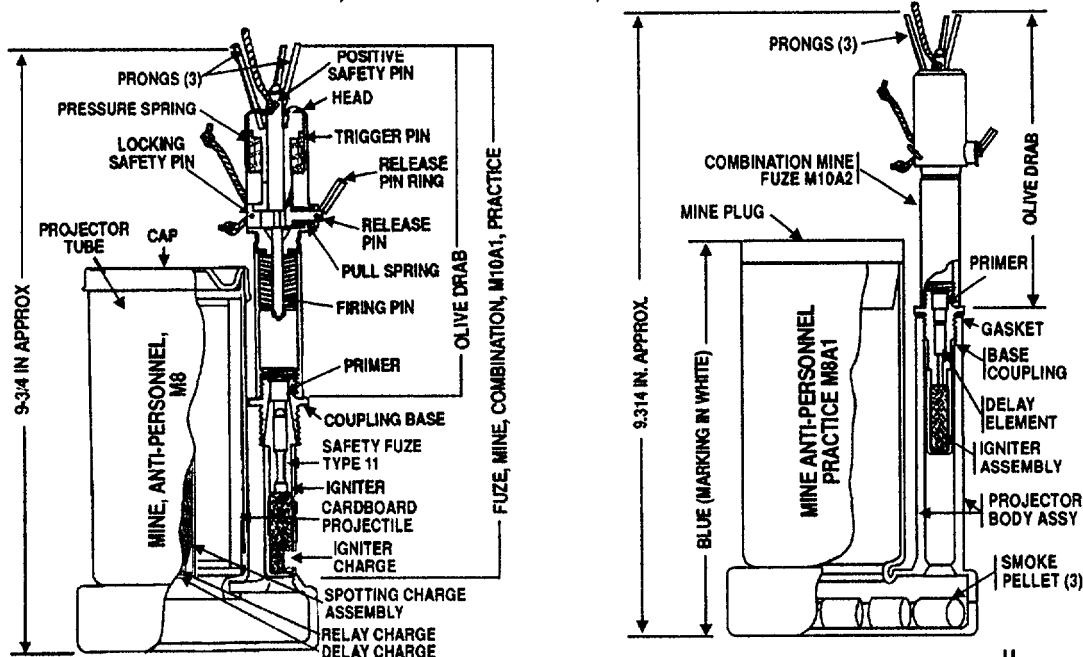 PRONGS (3)
POSITIVE
SAFETY PIN
HEAD
PRESSURE SPRING
TRIGGER PIN
LOCKING
SAFETY PIN
RELEASE
PIN RING
RELEASE
PIN
PROJECTOR
TUBE
CAP
PULL SPRING
FIRING PIN
9-3/4 IN APPROX
MINE, ANTI-PERSONNEL,
M8
PRIMER
COUPLING BASE
SAFETY FUZE
TYPE 11
IGNITER
CARDBOARD
PROJECTILE
IGNITER
CHARGE
SPOTTING CHARGE
ASSEMBLY
RELAY CHARGE
DELAY CHARGE
OLIVE DRAB
FUZE, MINE, COMBINATION, M10A1, PRACTICE
PRONGS (3)
COMBINATION MINE
FUZE M10A2
MINE PLUG
OLIVE DRAB
9.314 IN. APPROX.
BLUE (MARKING IN WHITE)
MINE ANTI-PERSONNEL
PRACTICE M8A1
PRIMER
GASKET
BASE
COUPLING
DELAY
ELEMENT
IGNITER
ASSEMBLY
PROJECTOR
BODY ASSY
SMOKE
PELLET (3)